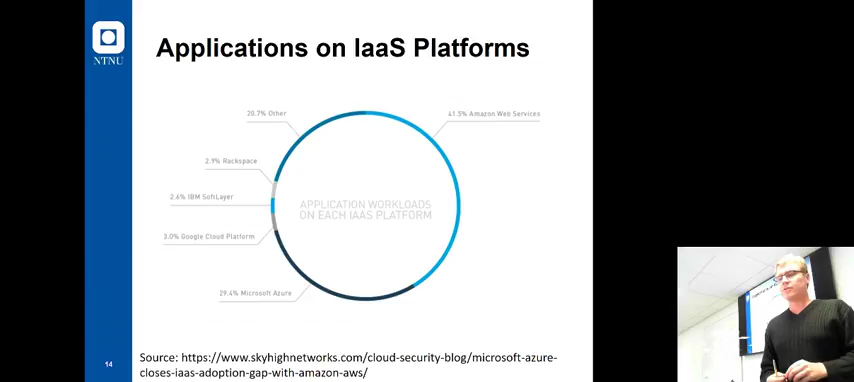 NTNU
Applications on IaaS Platforms
20.7% Other
41.5% Amazon Web Services
2.9% Rackspace
2.6% IBM SoftLayer
APPLICATION WORKLOADS
ON EACH IAAS PLATFORM
3.0% Google Cloud Platform
29.4% Microsoft Azure
14
Source: https://www.skyhighnetworks.com/cloud-security-blog/microsoft-azure-
closes-iaas-adoption-gap-with-amazon-aws/